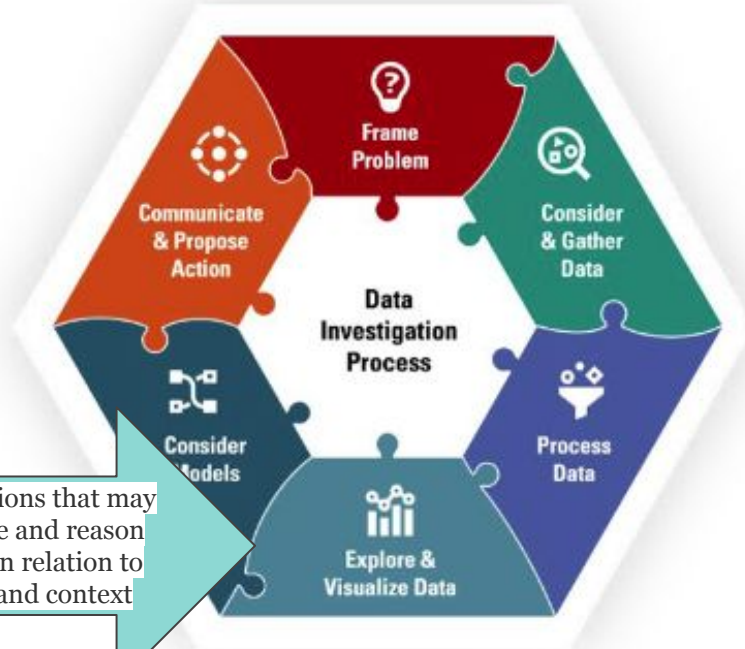 Frame
Problem
Consider
& Gather
Data
Process
Data
Explore &
Visualize Data
Consider
Models
Communicate
& Propose
Action
Data
Investigation
Process
?
that may
e and reason
n relation to
and context